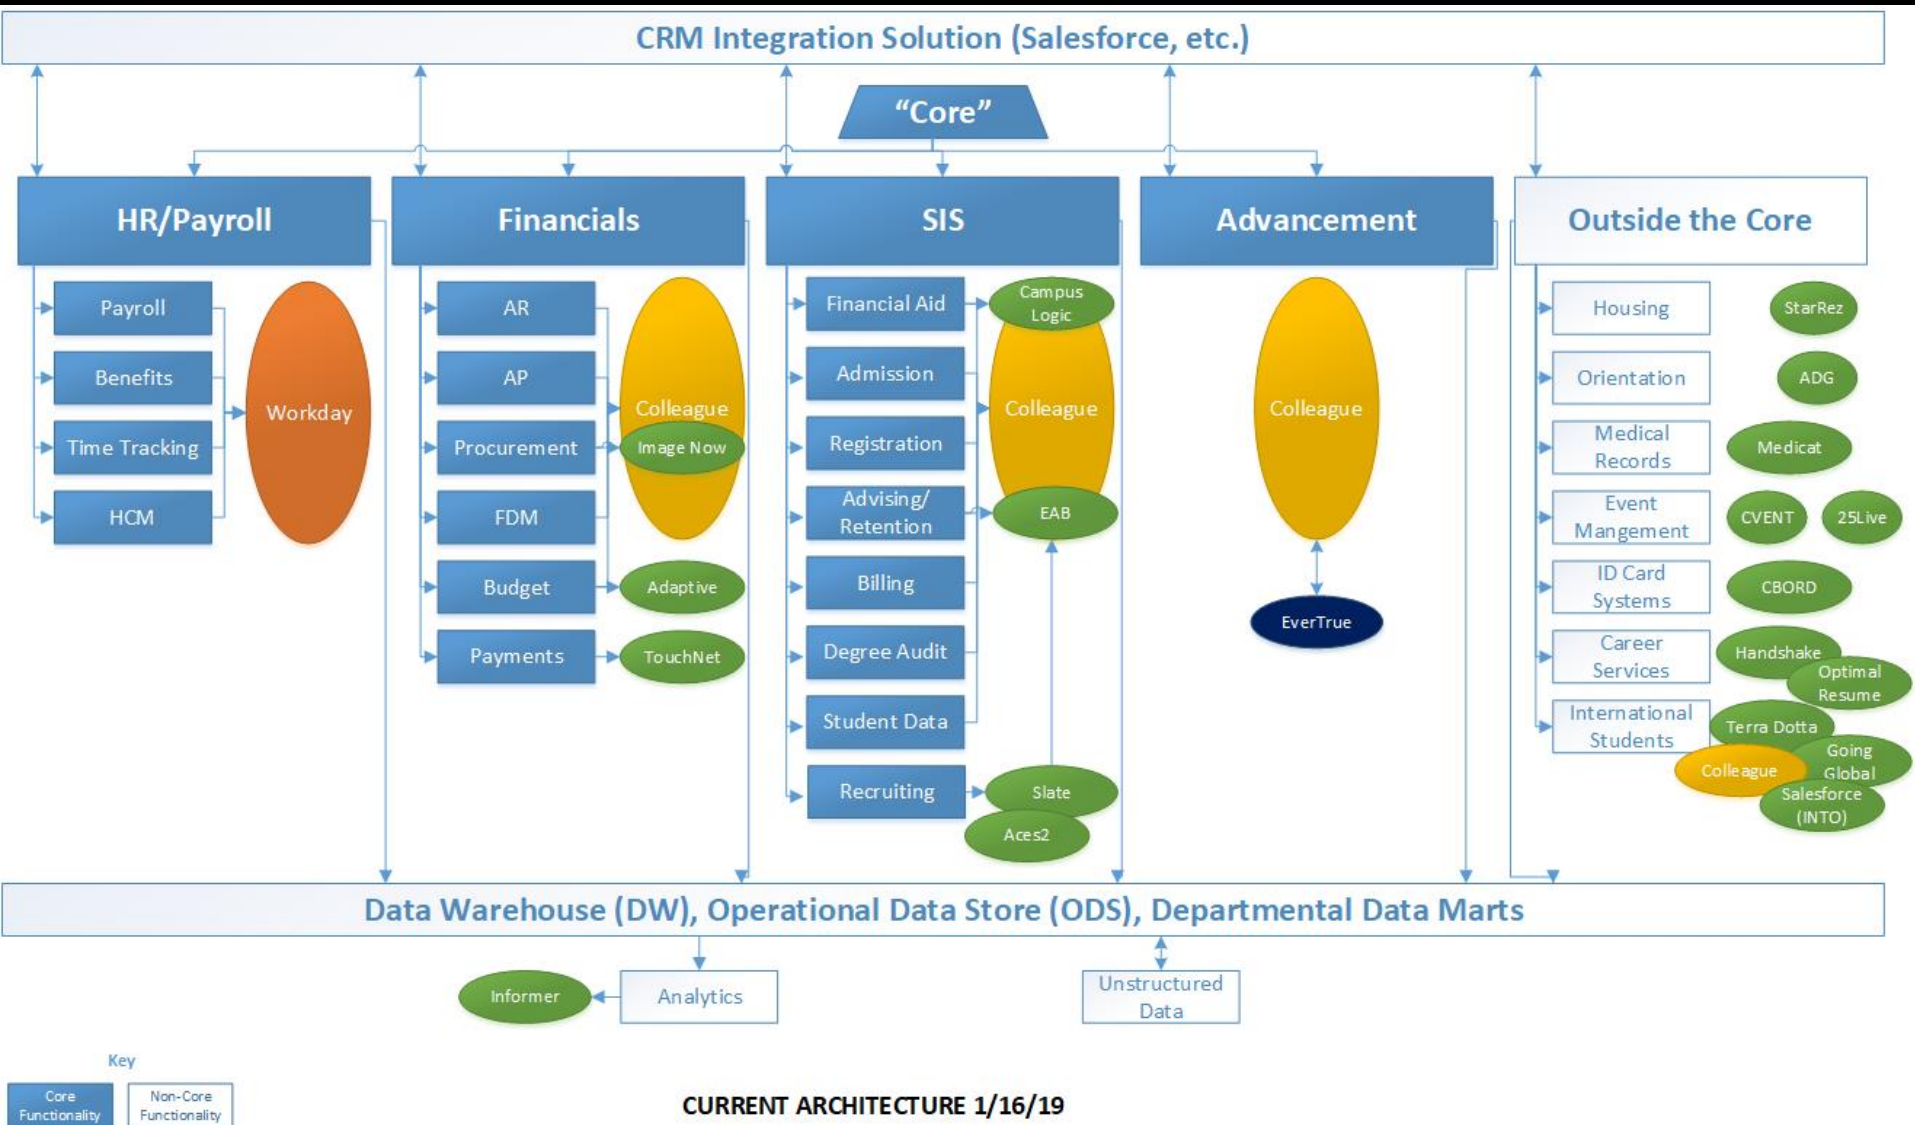 CRM Integration Solution (Salesforce, etc.)
“Core”
HR/Payroll
Financials
SIS
Advancement
Outside the Core
Payroll
Benefits
Time Tracking
HCM
Workday
AR
AP
Procurement
FDM
Budget
Payments
Colleague
Image Now
Adaptive
TouchNet
Financial Aid
Admission
Registration
Advising/
Retention
Billing
Degree Audit
Student Data
Recruiting
Campus
Logic
Colleague
EAB
Slate
Aces2
Colleague
EverTrue
Housing
Orientation
Medical
Records
Event
Mangement
ID Card
Systems
Career
Services
International
Students
StarRez
ADG
Medicat
CVENT
25Live
CBORD
Handshake
Optimal
Resume
Terra Dotta
Going
Global
Colleague
Salesforce
(INTO)
Data Warehouse (DW), Operational Data Store (ODS), Departmental Data Marts
Informer
Analytics
Unstructured
Data
Key
Core
Functionality
Non-Core
Functionality
CURRENT ARCHITECTURE 1/16/19